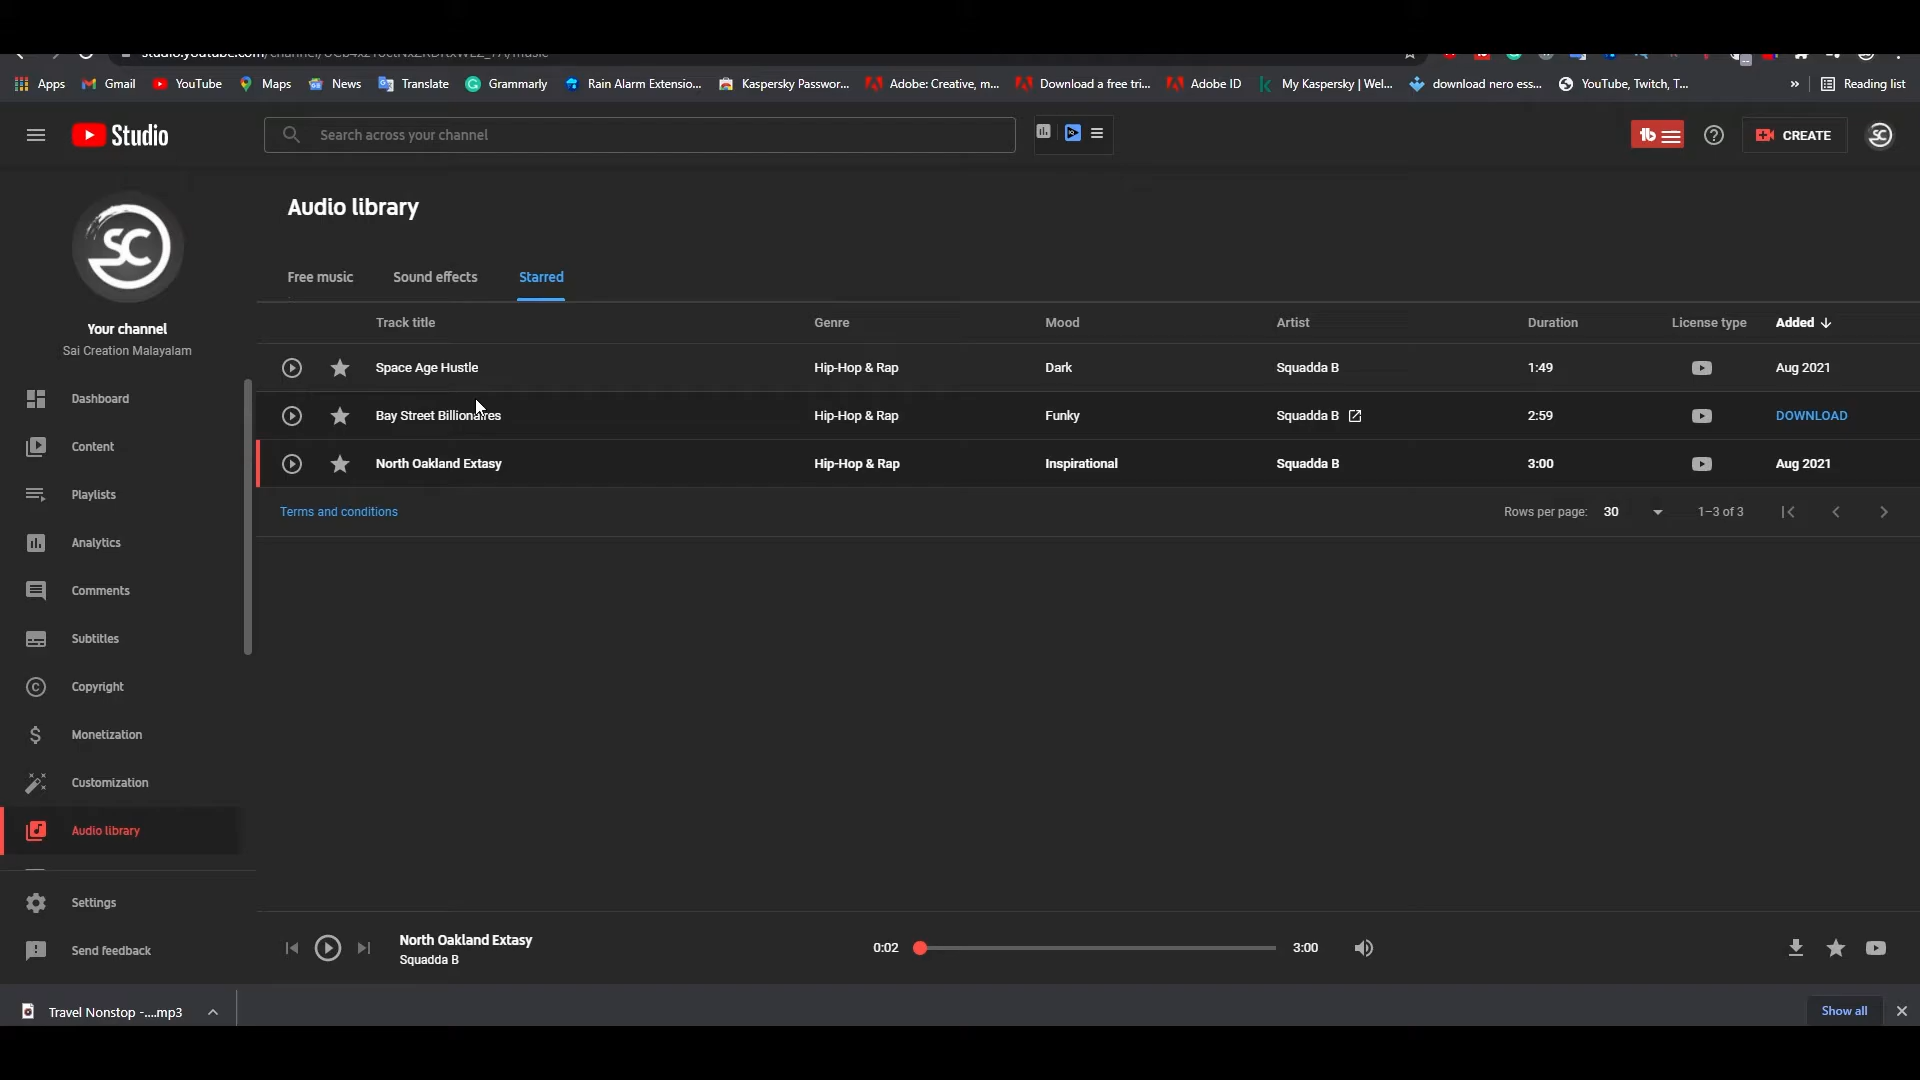 Apps Gmail YouTube Maps News Translate Grammarly Rain Alarm Extensio... Kaspersky Passwor... Adobe: Creative, m... Download a free tri... Adobe ID My Kaspersky | Wel... download nero ess... YouTube, Twitch, T... » Reading list
Studio
Search across your channel
CREATE
SC
Your channel
Sai Creation Malayalam
Dashboard
Content
Playlists
Analytics
Comments
Subtitles
Copyright
Monetization
Customization
Audio library
Settings
Send feedback
Audio library
Free music Sound effects Starred
Track title Genre Mood Artist Duration License type Added
Space Age Hustle Hip-Hop & Rap Dark Squadda B 1:49 Aug 2021
Bay Street Billionaires Hip-Hop & Rap Funky Squadda B 2:59 DOWNLOAD
North Oakland Extasy Hip-Hop & Rap Inspirational Squadda B 3:00 Aug 2021
Terms and conditions Rows per page: 30 1–3 of 3
North Oakland Extasy
Squadda B
0:02 3:00
Travel Nonstop -....mp3 Show all